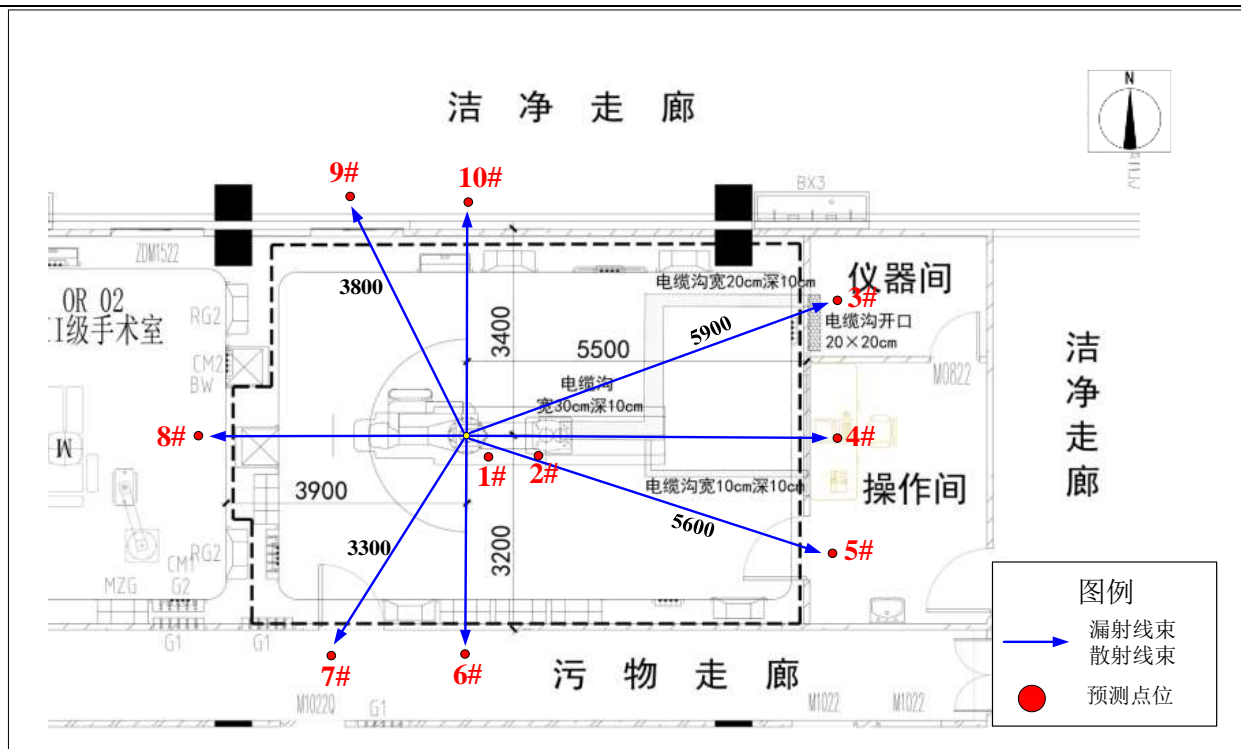 洁净走廊
N
9#
10#
BX3
ZDM1522
OR 02
II级手术室
RG2
CM2
BW
3800
3400
5500
5900
电缆沟宽20cm深10cm
仪器间
3#
电缆沟开口
20×20cm
M0822
电缆沟
宽30cm深10cm
洁净走廊
8#
M
1#
2#
4#
3900
电缆沟宽10cm深10cm
操作间
5600
5#
3300
3200
RG2
CM1
MZG
G2
G1
G1
7#
6#
污物走廊
M1022Q
G1
M1022
M1022
图例
漏射线束
散射线束
预测点位